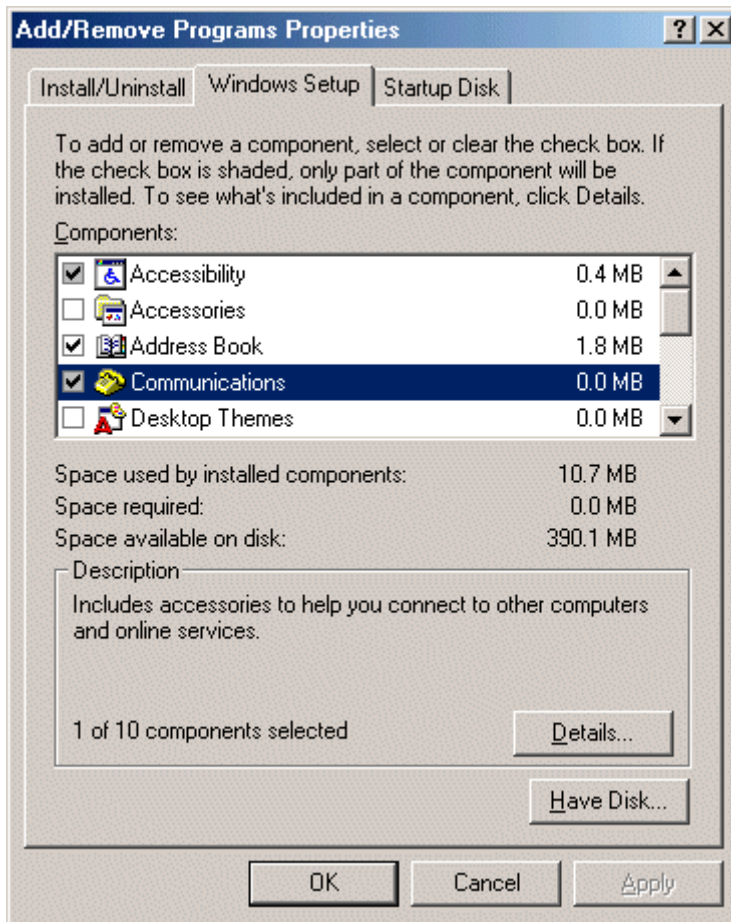 Add/Remove Programs Properties
Install/Uninstall Windows Setup Startup Disk
To add or remove a component, select or clear the check box. If
the check box is shaded, only part of the component will be
installed. To see what's included in a component, click Details.
Components:
Accessibility 0.4 MB
Accessories 0.0 MB
Address Book 1.8 MB
Communications 0.0 MB
Desktop Themes 0.0 MB
Space used by installed components: 10.7 MB
Space required: 0.0 MB
Space available on disk: 390.1 MB
Description
Includes accessories to help you connect to other computers
and online services.
1 of 10 components selected Details...
Have Disk...
OK Cancel Apply